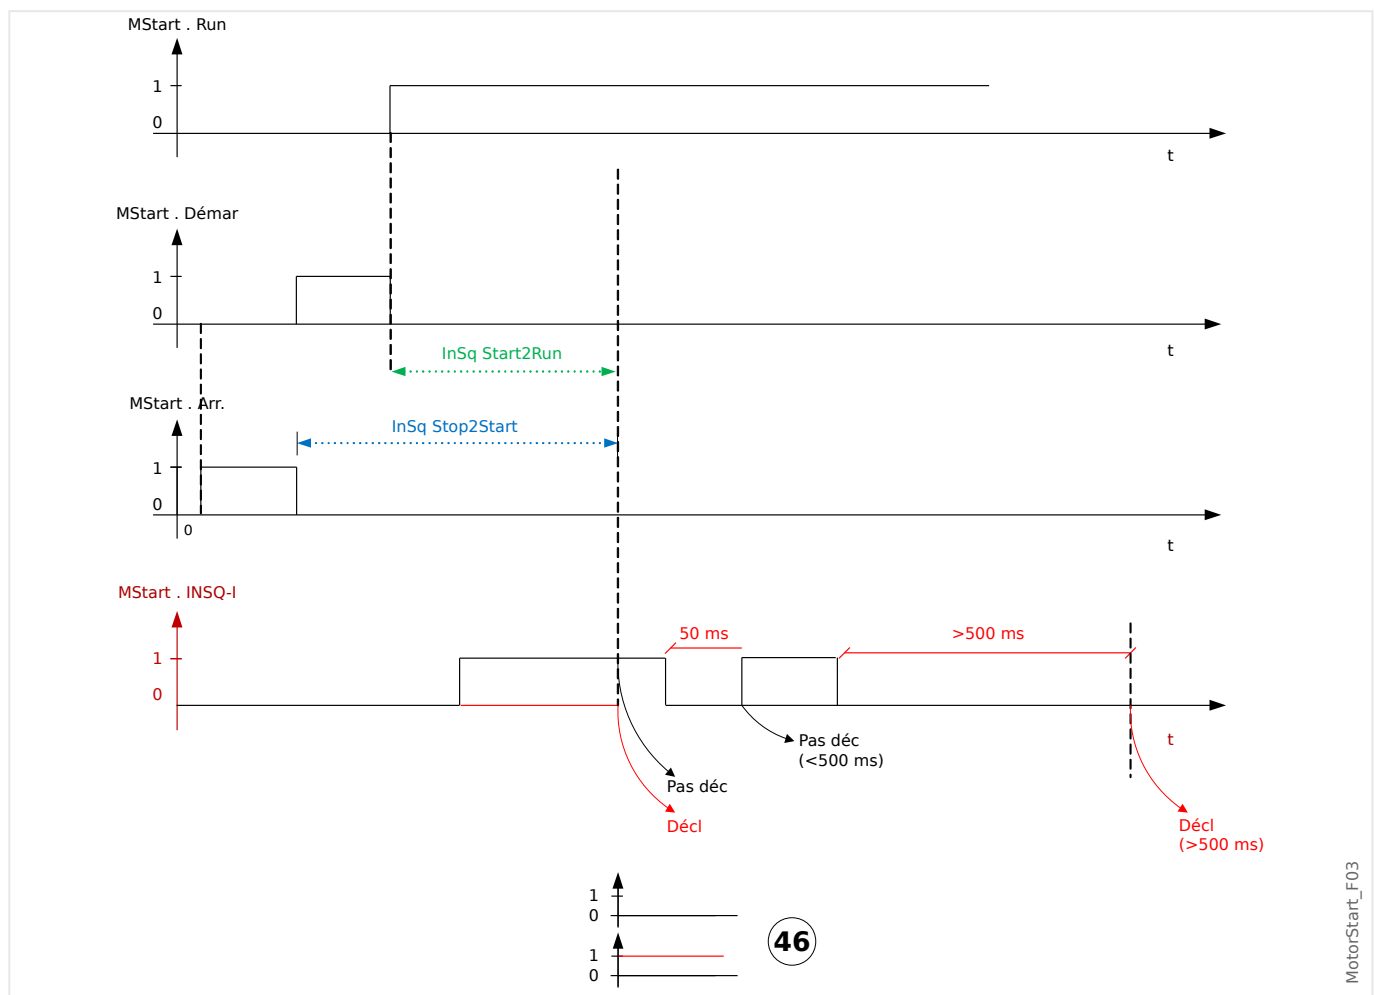 MStart . Run
1
0
t
MStart . Démar
1
0
t
InSq Start2Run
MStart . Arr.
InSq Stop2Start
1
0
0
t
MStart . INSQ-I
50 ms
>500 ms
1
0
t
Pas déc
(<500 ms)
Pas déc
Décl
Décl
(>500 ms)
1
0
46
1
0
MotorStart_F03